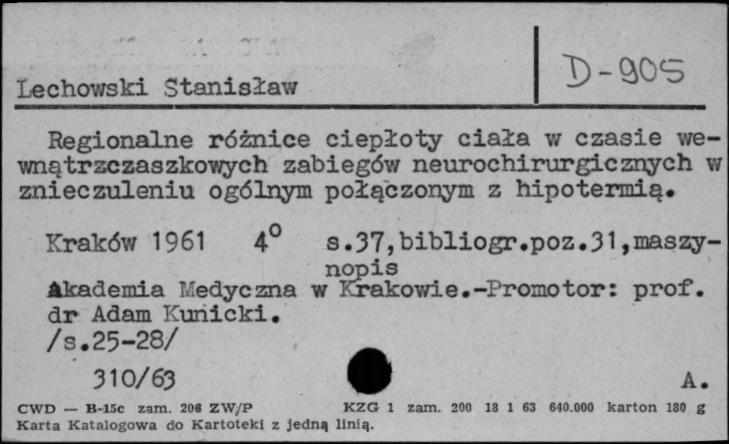 D-905
Lechowski Stanisław
Regionalne różnice ciepłoty ciała w czasie we-
wnątrzczaszkowych zabiegów neurochirurgicznych w
znieczuleniu ogólnym połączonym z hipotermią.
Kraków 1961 4° s.37,bibliogr.poz.31,maszy-
nopis
Akademia Medyczna w Krakowie.-Promotor: prof.
dr Adam Kunicki.
/s.25-28/
310/63 A.
CWD — B-15c zam. 206 ZW/P KZG 1 zam. 200 18 1 63 640.000 karton 180 g
Karta Katalogowa do Kartoteki z jedną linią.